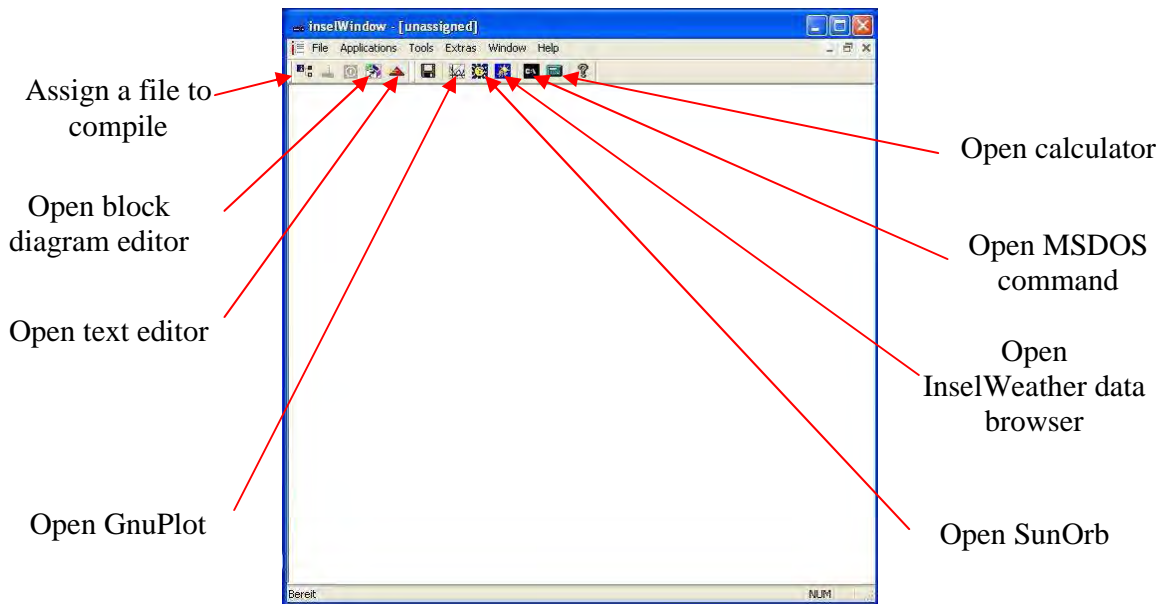 inselWindow - [unassigned]
File Applications Tools Extras Window Help
Assign a file to
compile
Open block
diagram editor
Open text editor
Open GnuPlot
Open calculator
Open MSDOS
command
Open
InselWeather data
browser
Open SunOrb
Bereit NUM